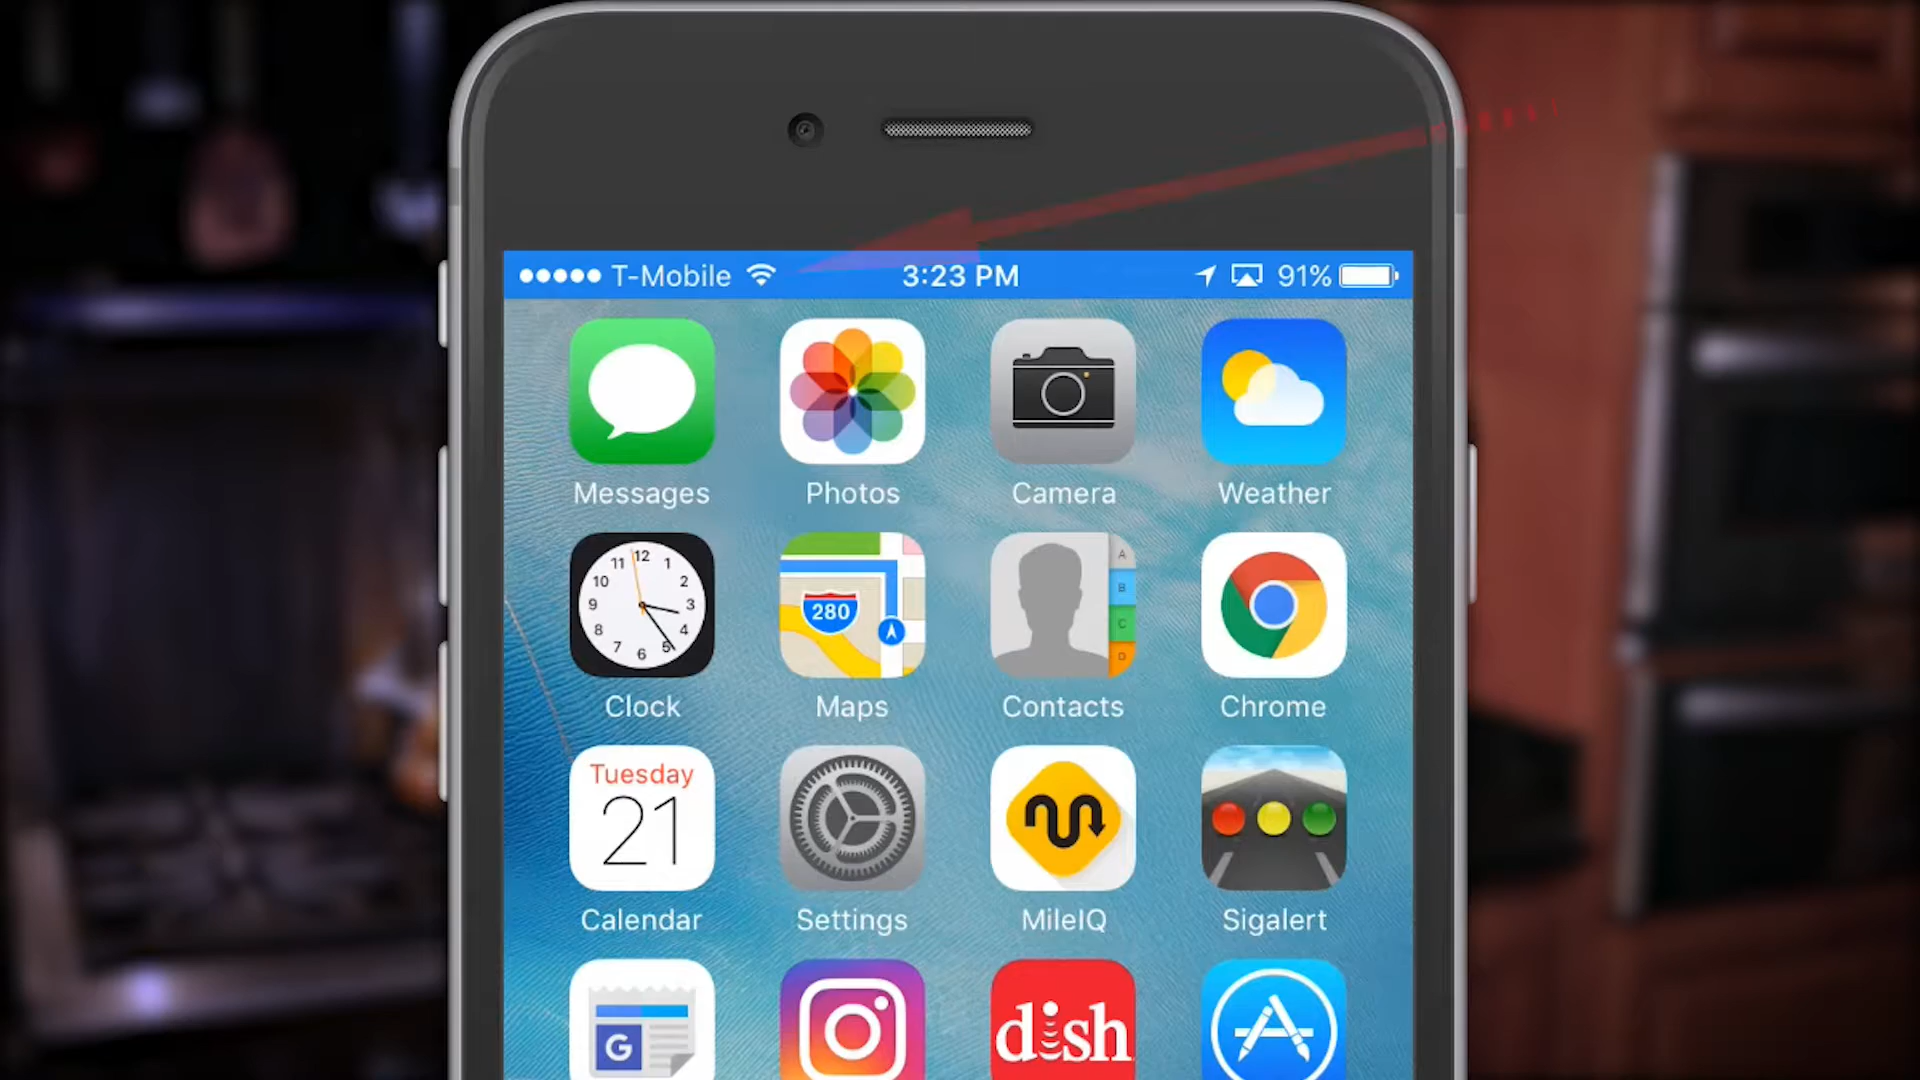 T-Mobile 3:23 PM 91%
Messages Photos Camera Weather
11 12 1
10 2
9 3
8 4
7 6 5
280
A
B
C
D
Clock Maps Contacts Chrome
Tuesday
21
Calendar Settings MileIQ Sigalert
G
dish